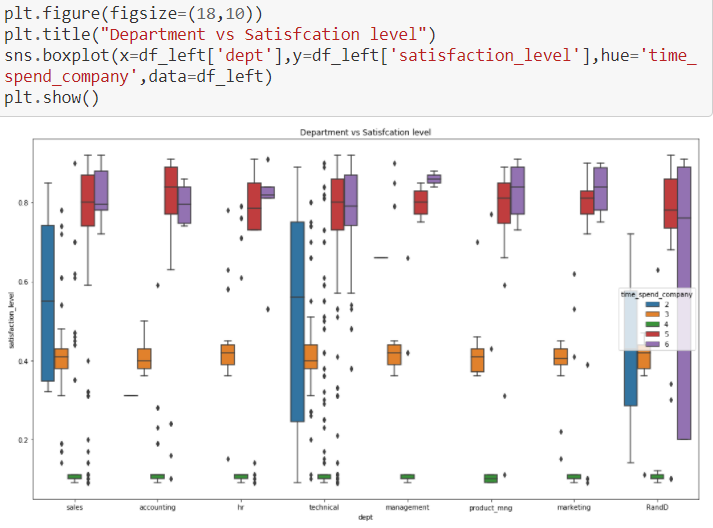 plt.figure(figsize=(18,10))
plt.title("Department vs Satisfcation level")
sns.boxplot(x=df_left['dept'],y=df_left['satisfaction_level'],hue='time_
spend_company',data=df_left)
plt.show()
Department vs Satisfcation level
0.8
0.6
0.4
0.2
satisfaction_level
time_spend_company
2
3
4
5
6
sales accounting hr technical management product_mng marketing RandD
dept